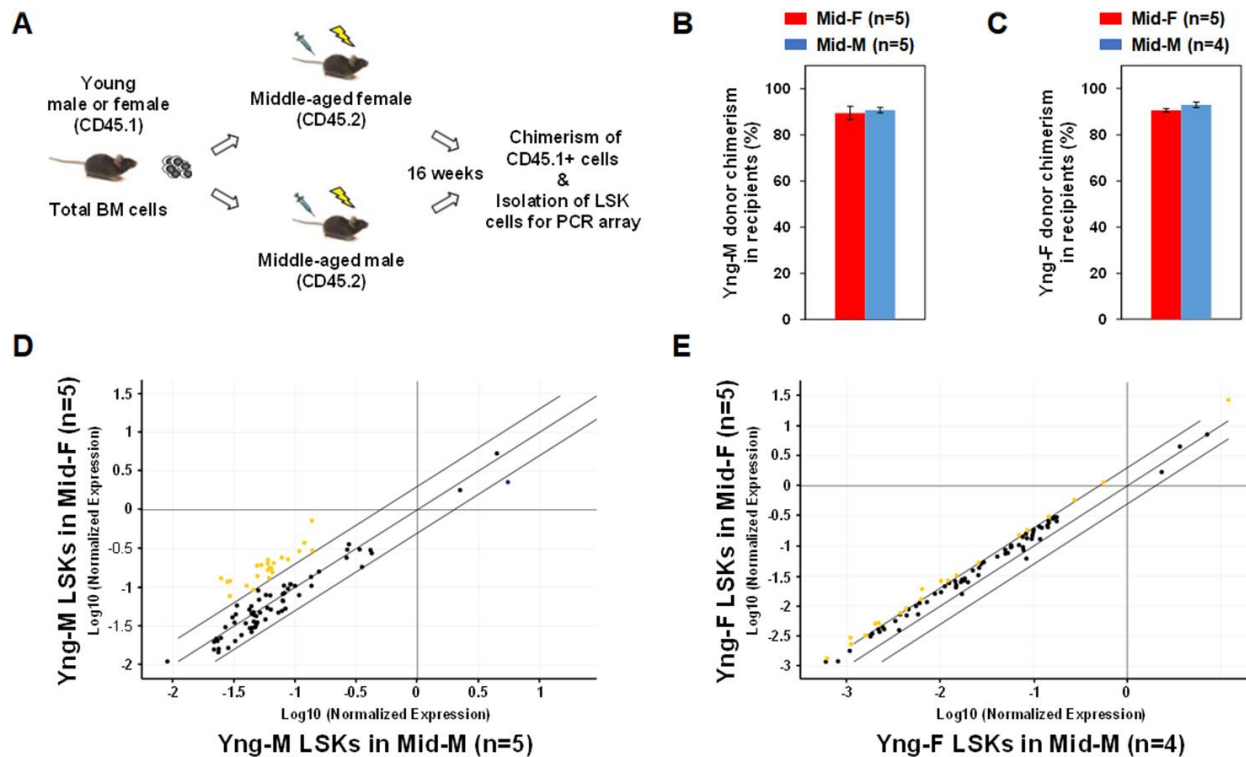 A
Young
male or female
(CD45.1)
Total BM cells
Middle-aged female
(CD45.2)
Middle-aged male
(CD45.2)
16 weeks
Chimerism of
CD45.1+ cells
&
Isolation of LSK
cells for PCR array
B
Mid-F (n=5)
Mid-M (n=5)
Yng-M donor chimerism
in recipients (%)
100
80
60
40
20
0
C
Mid-F (n=5)
Mid-M (n=4)
Yng-F donor chimerism
in recipients (%)
100
80
60
40
20
0
D
Yng-M LSKs in Mid-F (n=5)
Log10 (Normalized Expression)
1.5
1
0.5
0
-0.5
-1
-1.5
-2
-2
-1.5
-1
-0.5
0
0.5
1
Log10 (Normalized Expression)
Yng-M LSKs in Mid-M (n=5)
E
Yng-F LSKs in Mid-F (n=5)
Log10 (Normalized Expression)
1.5
1
0.5
0
-0.5
-1
-1.5
-2
-2.5
-3
-3
-2
-1
0
Log10 (Normalized Expression)
Yng-F LSKs in Mid-M (n=4)